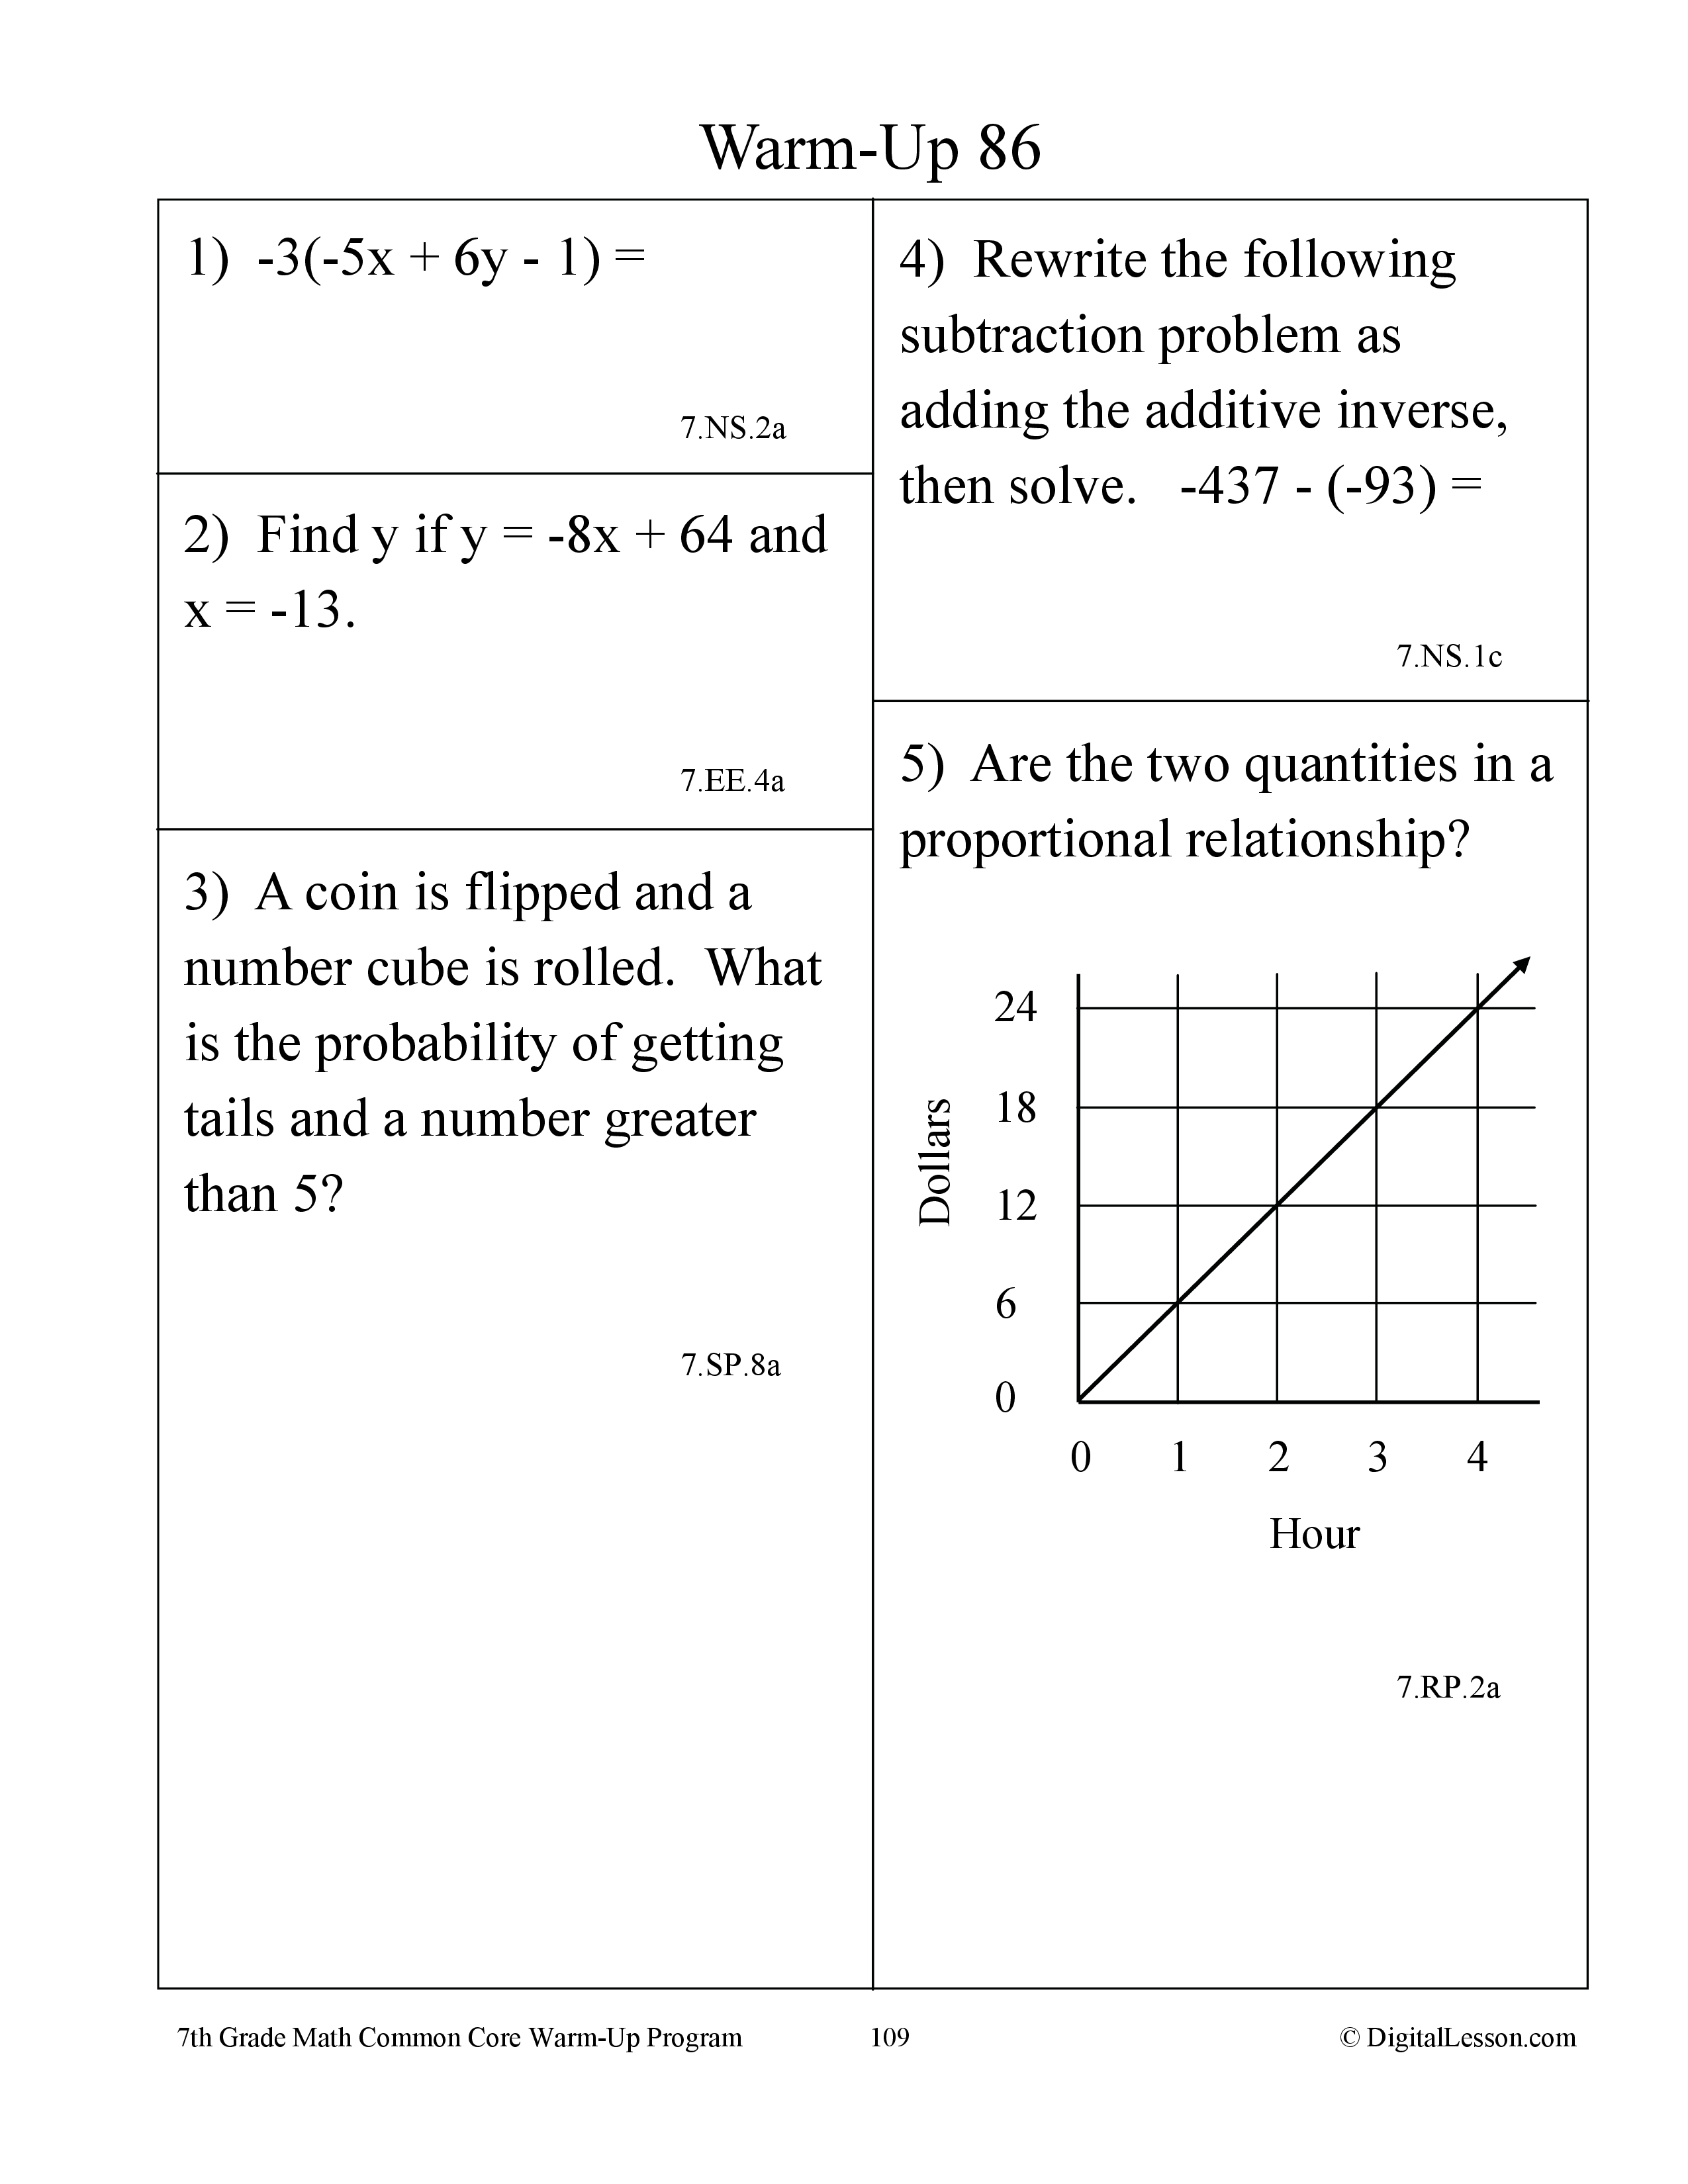 Warm-Up 86
1)  -3(-5x + 6y - 1) =
7.NS.2a
2)  Find y if y = -8x + 64 and
x = -13.
7.EE.4a
3)  A coin is flipped and a
number cube is rolled.  What
is the probability of getting
tails and a number greater
than 5?
7.SP.8a
4)  Rewrite the following
subtraction problem as
adding the additive inverse,
then solve.   -437 - (-93) =
7.NS.1c
5)  Are the two quantities in a
proportional relationship?
Dollars
24
18
12
6
0
0 1 2 3 4
Hour
7.RP.2a
7th Grade Math Common Core Warm-Up Program 109 © DigitalLesson.com